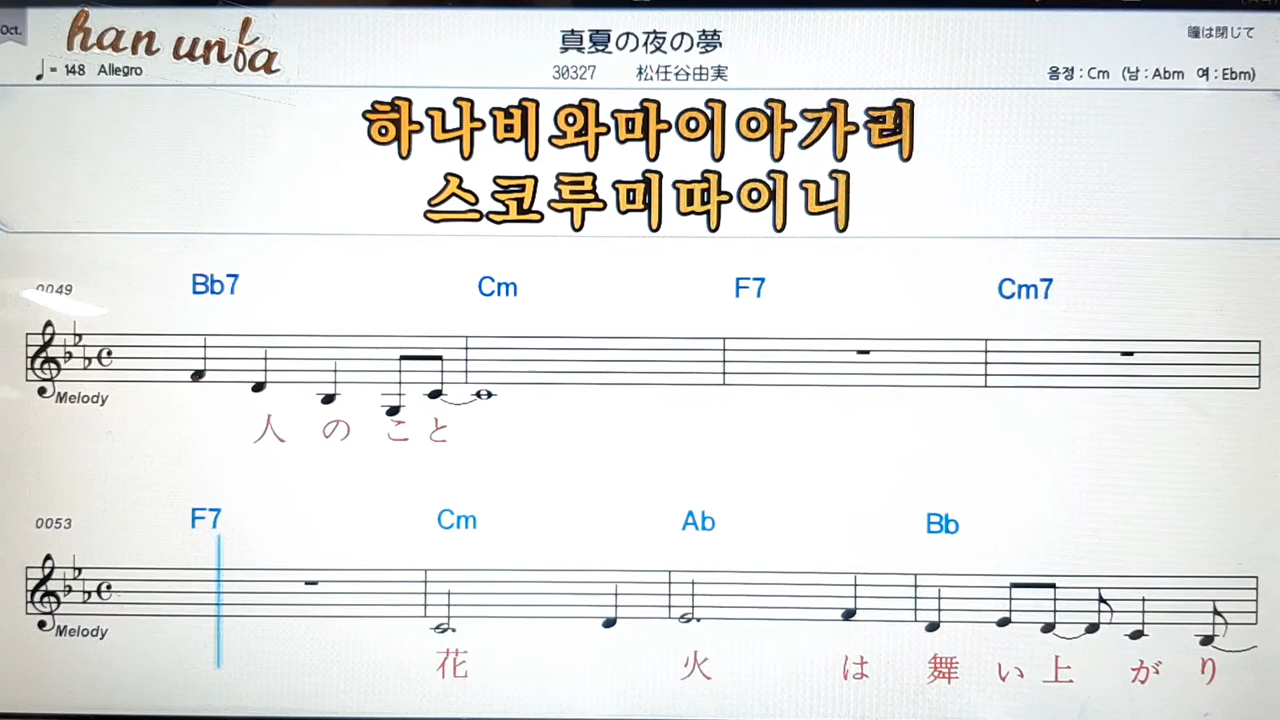 Oct.
han unfa
♩= 148 Allegro
真夏の夜の夢
30327 松任谷由実
瞳は閉じて
음정 : Cm (남 : Abm 여 : Ebm)
하나비와마이아가리
스코루미따이니
0049 Bb7 Cm F7 Cm7
Melody
人 の こ と
0053 F7 Cm Ab Bb
Melody
花 火 は 舞 い 上 が り